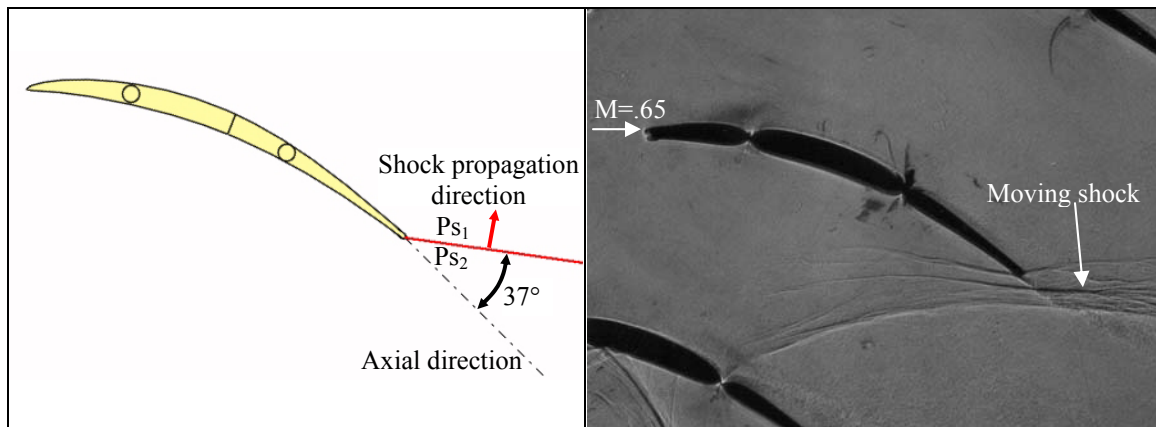 Shock propagation
direction
Ps₁
Ps₂
37°
Axial direction
M=.65
Moving shock